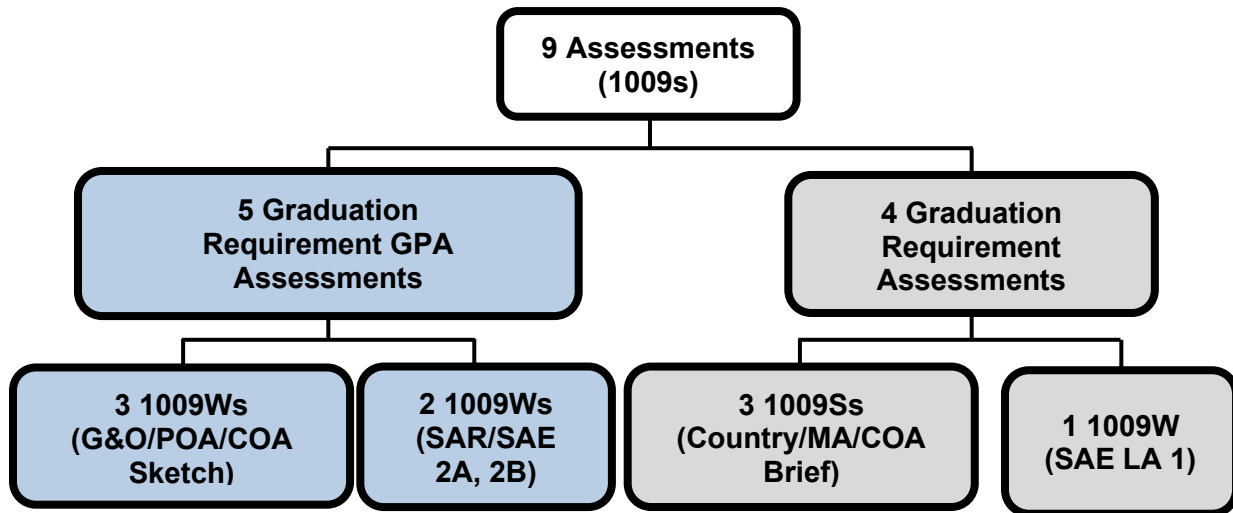 9 Assessments
(1009s)
5 Graduation
Requirement GPA
Assessments
4 Graduation
Requirement
Assessments
3 1009Ws
(G&O/POA/COA
Sketch)
2 1009Ws
(SAR/SAE
2A, 2B)
3 1009Ss
(Country/MA/COA
Brief)
1 1009W
(SAE LA 1)